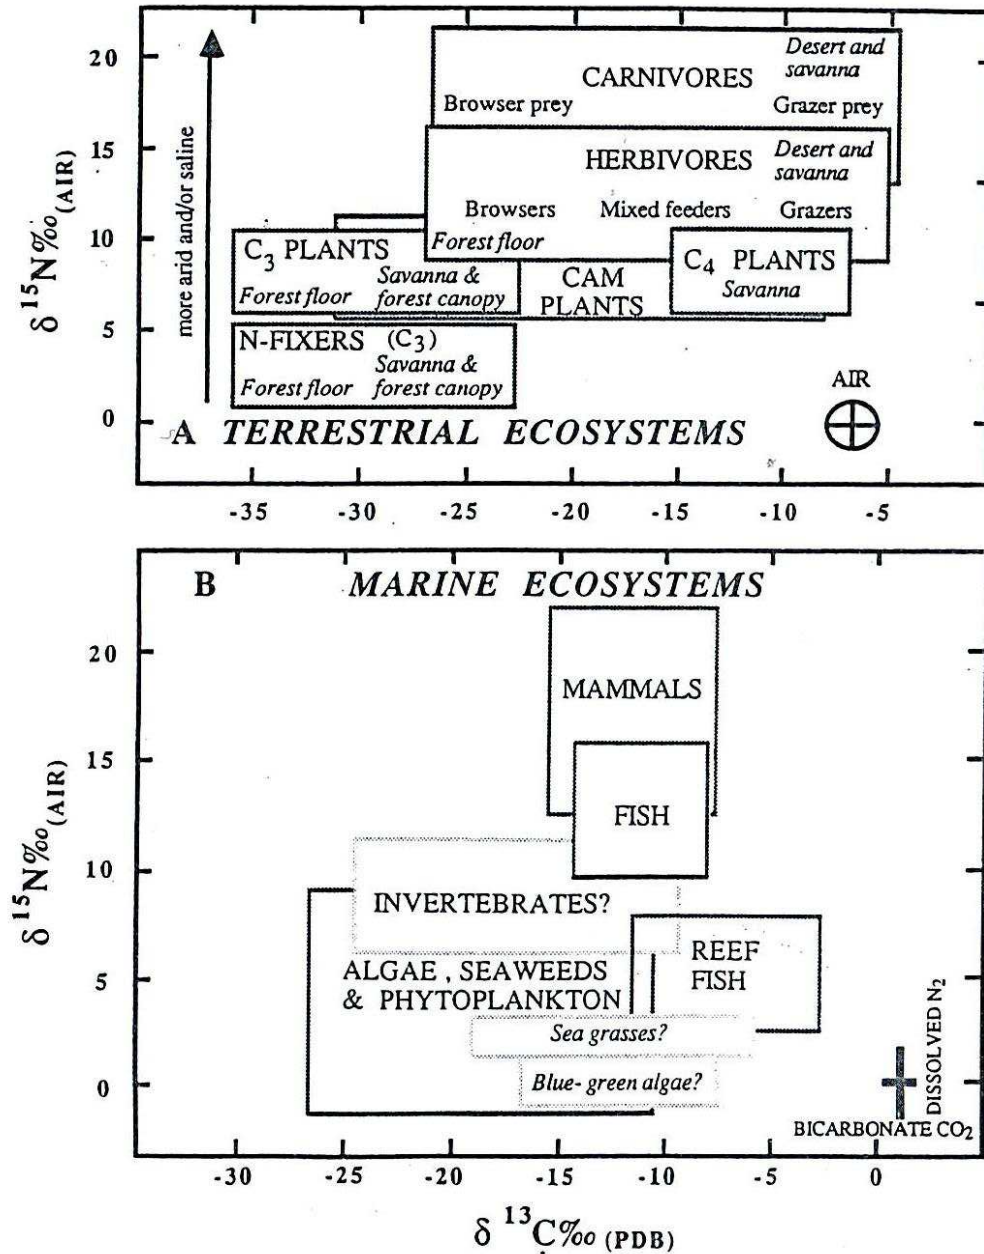 20
15
10
5
0
δ 15N‰(AIR)
more arid and/or saline
Desert and
savanna
CARNIVORES
Browser prey
Grazer prey
HERBIVORES
Desert and
savanna
Browsers
Mixed feeders
Grazers
Forest floor
C3 PLANTS
Savanna &
Forest floor
forest canopy
CAM
PLANTS
C4 PLANTS
Savanna
N-FIXERS (C3)
Savanna &
Forest floor
forest canopy
AIR
A TERRESTRIAL ECOSYSTEMS
-35 -30 -25 -20 -15 -10 -5
B MARINE ECOSYSTEMS
20
15
10
5
0
δ 15N‰(AIR)
MAMMALS
FISH
INVERTEBRATES?
ALGAE , SEAWEEDS
& PHYTOPLANKTON
REEF
FISH
Sea grasses?
Blue- green algae?
DISSOLVED N2
BICARBONATE CO2
-30 -25 -20 -15 -10 -5 0
δ 13C‰ (PDB)